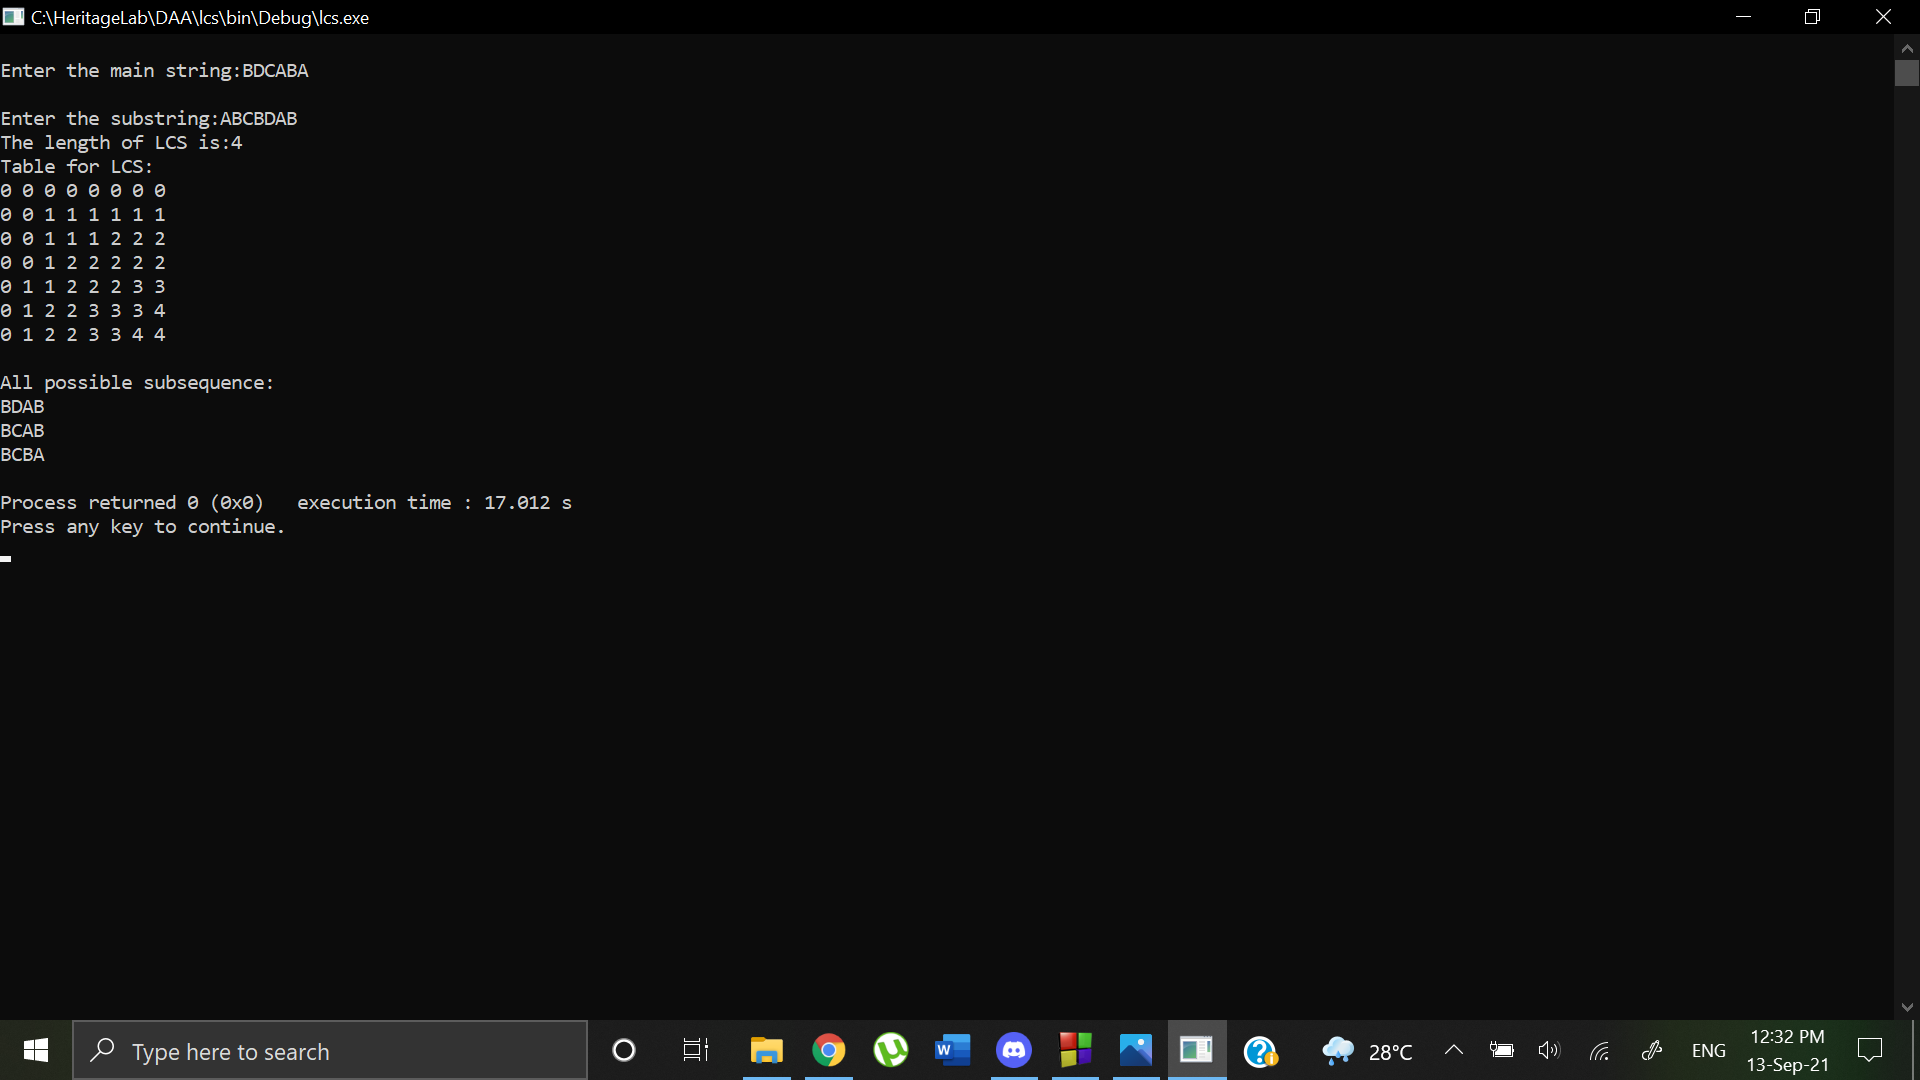 C:\HeritageLab\DAA\lcs\bin\Debug\lcs.exe
Enter the main string:BDCABA
Enter the substring:ABCBDAB
The length of LCS is:4
Table for LCS:
0 0 0 0 0 0 0 0
0 0 1 1 1 1 1 1
0 0 1 1 1 2 2 2
0 0 1 2 2 2 2 2
0 1 1 2 2 2 3 3
0 1 2 2 3 3 3 4
0 1 2 2 3 3 4 4
All possible subsequence:
BDAB
BCAB
BCBA
Process returned 0 (0x0)   execution time : 17.012 s
Press any key to continue.
Type here to search
28°C
ENG
12:32 PM
13-Sep-21